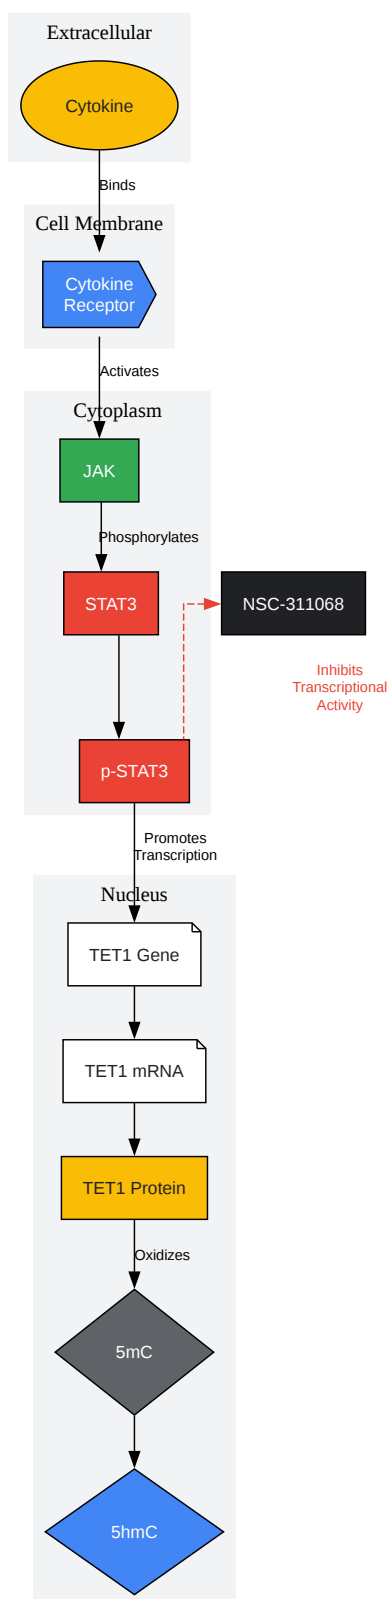 Extracellular
Cytokine
Binds
Cell Membrane
Cytokine
Receptor
Activates
Cytoplasm
JAK
Phosphorylates
STAT3
NSC-311068
Inhibits
Transcriptional
Activity
p-STAT3
Promotes
Transcription
Nucleus
TET1 Gene
TET1 mRNA
TET1 Protein
Oxidizes
5mC
5hmC